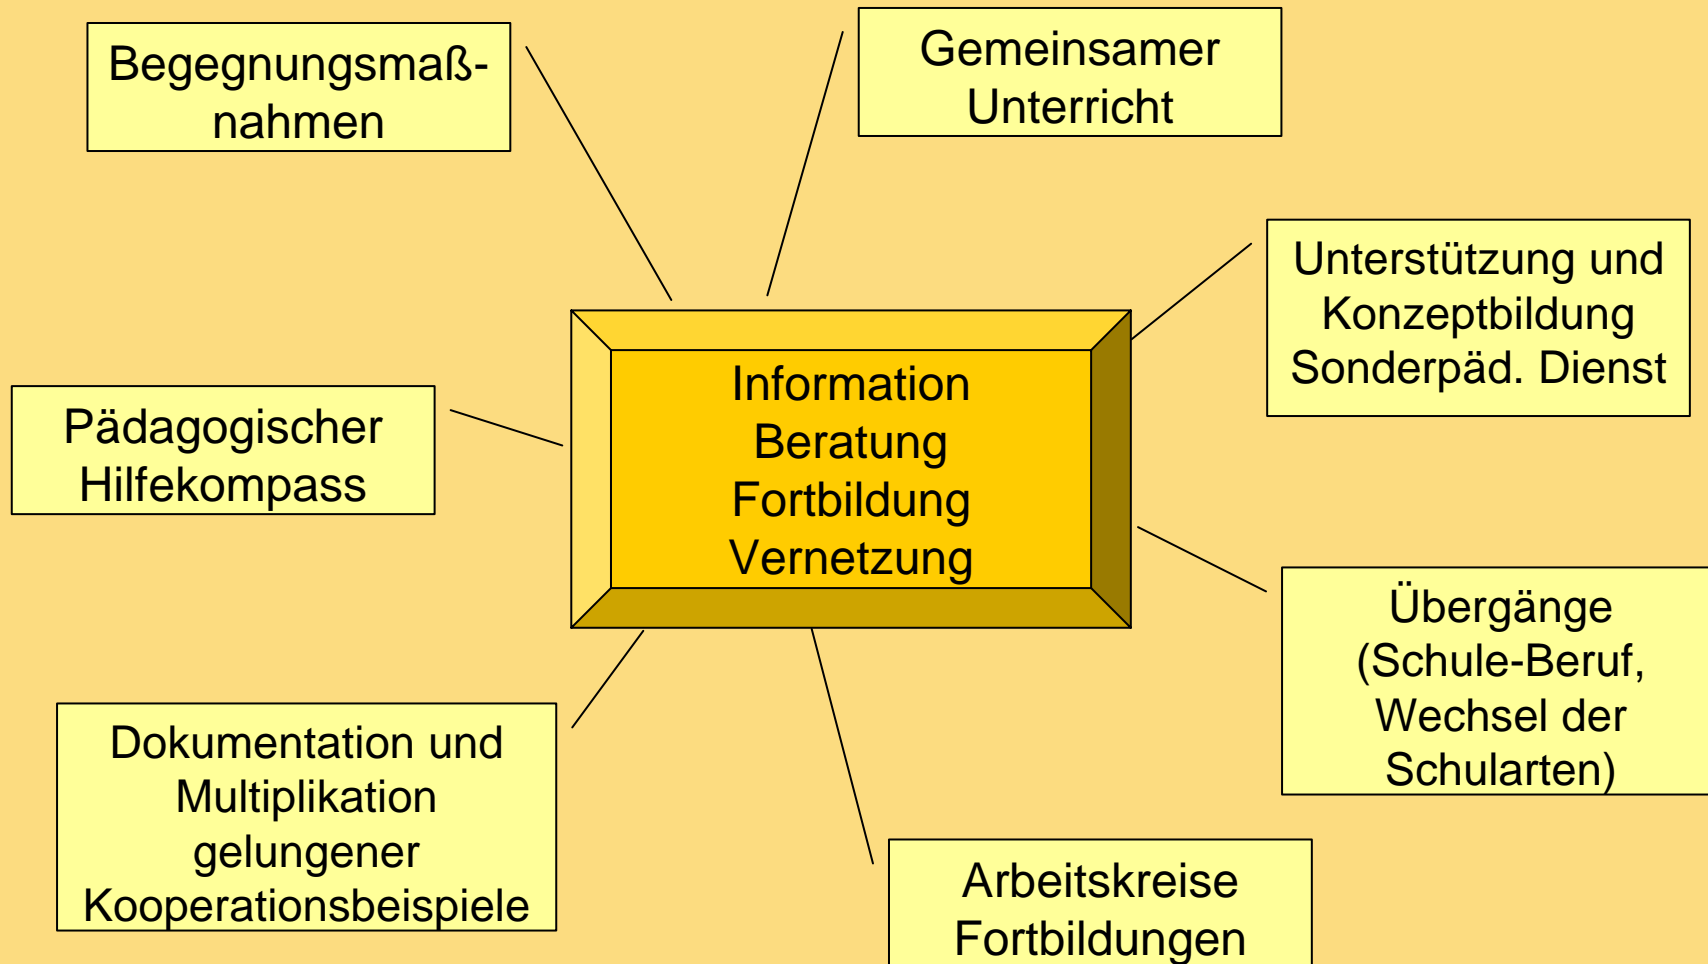 Begegnungsmaß-
nahmen
Gemeinsamer
Unterricht
Unterstützung und
Konzeptbildung
Sonderpäd. Dienst
Pädagogischer
Hilfekompass
Information
Beratung
Fortbildung
Vernetzung
Übergänge
(Schule-Beruf,
Wechsel der
Schularten)
Dokumentation und
Multiplikation
gelungener
Kooperationsbeispiele
Arbeitskreise
Fortbildungen